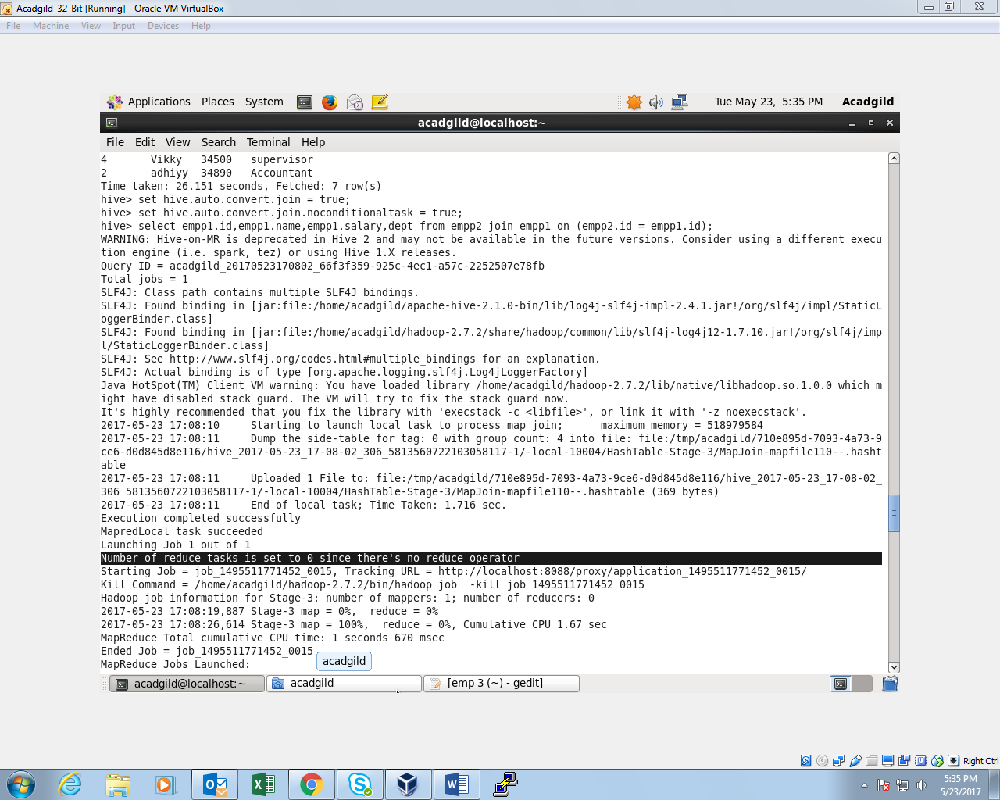 Acadgild_32_Bit [Running] - Oracle VM VirtualBox
File Machine View Input Devices Help
Applications Places System Tue May 23, 5:35 PM Acadgild
acadgild@localhost:~
File Edit View Search Terminal Help
4 Vikky 34500 supervisor
2 adhiyy 34890 Accountant
Time taken: 26.151 seconds, Fetched: 7 row(s)
hive> set hive.auto.convert.join = true;
hive> set hive.auto.convert.join.noconditionaltask = true;
hive> select empp1.id,empp1.name,empp1.salary,dept from empp2 join empp1 on (empp2.id = empp1.id);
WARNING: Hive-on-MR is deprecated in Hive 2 and may not be available in the future versions. Consider using a different execu
tion engine (i.e. spark, tez) or using Hive 1.X releases.
Query ID = acadgild_20170523170802_66f3f359-925c-4ec1-a57c-2252507e78fb
Total jobs = 1
SLF4J: Class path contains multiple SLF4J bindings.
SLF4J: Found binding in [jar:file:/home/acadgild/apache-hive-2.1.0-bin/lib/log4j-slf4j-impl-2.4.1.jar!/org/slf4j/impl/StaticL
oggerBinder.class]
SLF4J: Found binding in [jar:file:/home/acadgild/hadoop-2.7.2/share/hadoop/common/lib/slf4j-log4j12-1.7.10.jar!/org/slf4j/imp
l/StaticLoggerBinder.class]
SLF4J: See http://www.slf4j.org/codes.html#multiple_bindings for an explanation.
SLF4J: Actual binding is of type [org.apache.logging.slf4j.Log4jLoggerFactory]
Java HotSpot(TM) Client VM warning: You have loaded library /home/acadgild/hadoop-2.7.2/lib/native/libhadoop.so.1.0.0 which m
ight have disabled stack guard. The VM will try to fix the stack guard now.
It's highly recommended that you fix the library with 'execstack -c <libfile>', or link it with '-z noexecstack'.
2017-05-23 17:08:10 Starting to launch local task to process map join; maximum memory = 518979584
2017-05-23 17:08:11 Dump the side-table for tag: 0 with group count: 4 into file: file:/tmp/acadgild/710e895d-7093-4a73-9
ce6-d0d845d8e116/hive_2017-05-23_17-08-02_306_5813560722103058117-1/-local-10004/HashTable-Stage-3/MapJoin-mapfile110--.hasht
able
2017-05-23 17:08:11 Uploaded 1 File to: file:/tmp/acadgild/710e895d-7093-4a73-9ce6-d0d845d8e116/hive_2017-05-23_17-08-02_
306_5813560722103058117-1/-local-10004/HashTable-Stage-3/MapJoin-mapfile110--.hashtable (369 bytes)
2017-05-23 17:08:11 End of local task; Time Taken: 1.716 sec.
Execution completed successfully
MapredLocal task succeeded
Launching Job 1 out of 1
Number of reduce tasks is set to 0 since there's no reduce operator
Starting Job = job_1495511771452_0015, Tracking URL = http://localhost:8088/proxy/application_1495511771452_0015/
Kill Command = /home/acadgild/hadoop-2.7.2/bin/hadoop job -kill job_1495511771452_0015
Hadoop job information for Stage-3: number of mappers: 1; number of reducers: 0
2017-05-23 17:08:19,887 Stage-3 map = 0%, reduce = 0%
2017-05-23 17:08:26,614 Stage-3 map = 100%, reduce = 0%, Cumulative CPU 1.67 sec
MapReduce Total cumulative CPU time: 1 seconds 670 msec
Ended Job = job_1495511771452_0015
MapReduce Jobs Launched:
acadgild
acadgild@localhost:~ acadgild [emp 3 (~) - gedit]
Right Ctrl
5:35 PM
5/23/2017